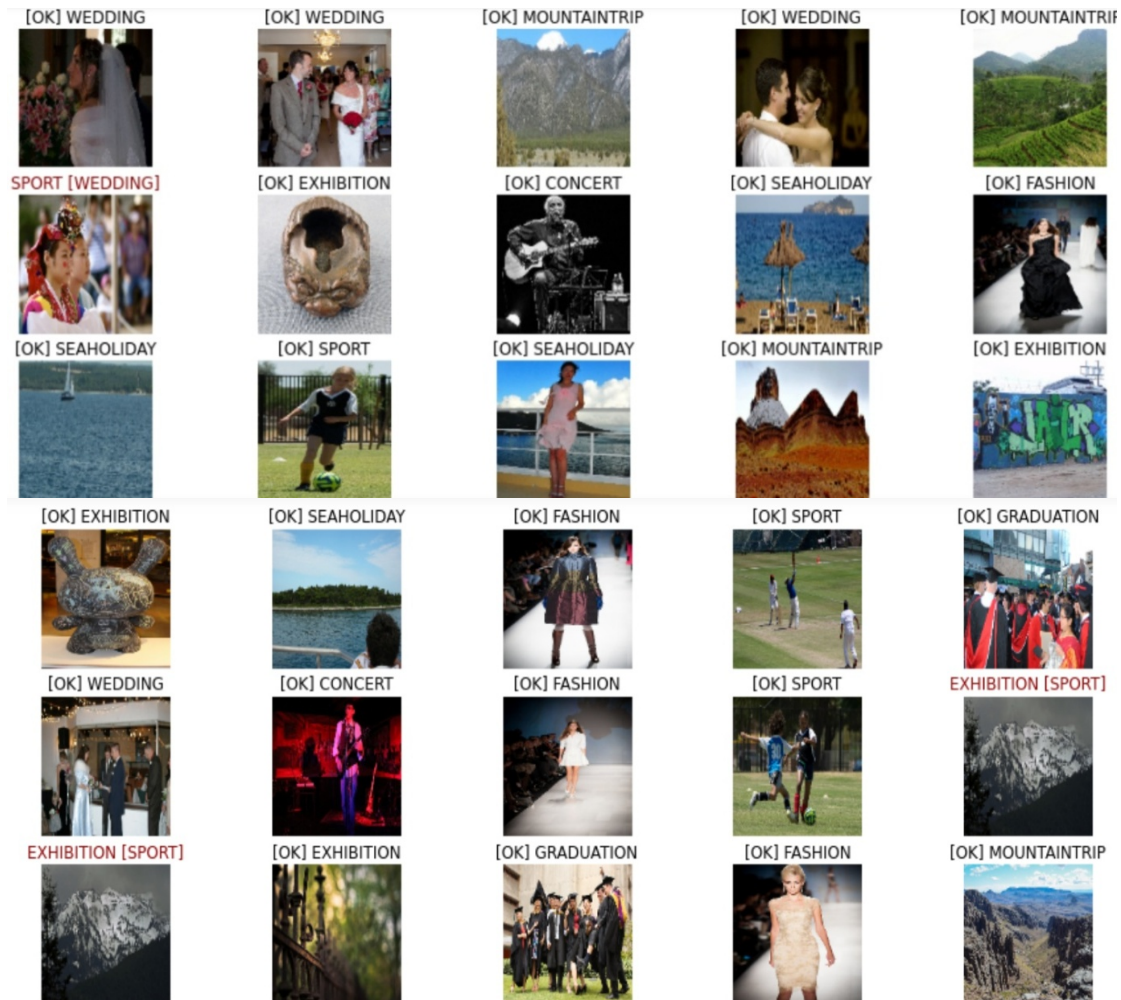 [OK] WEDDING [OK] WEDDING [OK] MOUNTAINTRIP [OK] WEDDING [OK] MOUNTAINTRIP
SPORT [WEDDING] [OK] EXHIBITION [OK] CONCERT [OK] SEAHOLIDAY [OK] FASHION
[OK] SEAHOLIDAY [OK] SPORT [OK] SEAHOLIDAY [OK] MOUNTAINTRIP [OK] EXHIBITION
[OK] EXHIBITION [OK] SEAHOLIDAY [OK] FASHION [OK] SPORT [OK] GRADUATION
[OK] WEDDING [OK] CONCERT [OK] FASHION [OK] SPORT EXHIBITION [SPORT]
EXHIBITION [SPORT] [OK] EXHIBITION [OK] GRADUATION [OK] FASHION [OK] MOUNTAINTRIP